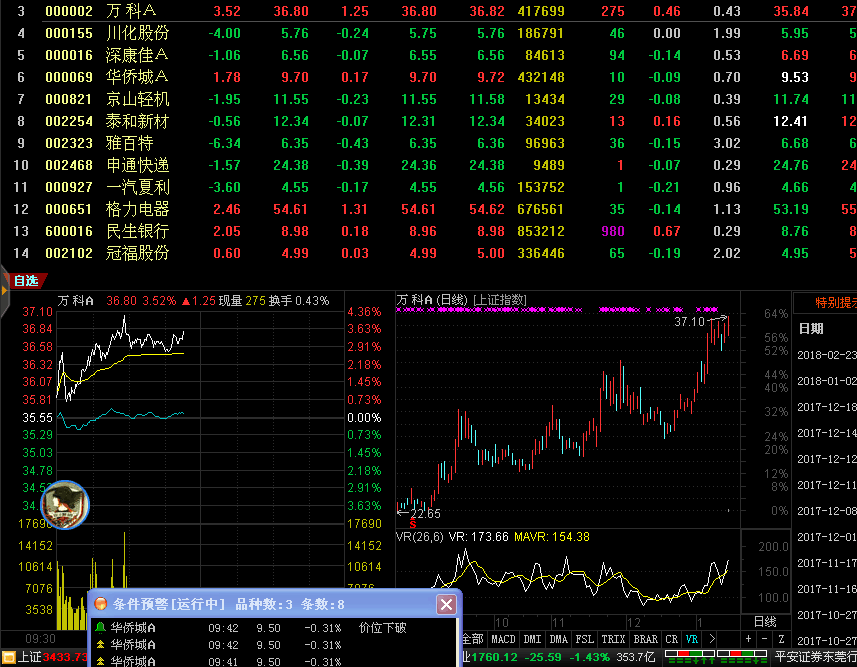 3 000002 万 科A 3.52 36.80 1.25 36.80 36.82 417699 275 0.46 0.43 35.84 37
4 000155 川化股份 -4.00 5.76 -0.24 5.75 5.76 186791 46 0.00 1.99 5.95 5
5 000016 深康佳A -1.06 6.56 -0.07 6.55 6.56 84613 94 -0.14 0.53 6.69 6
6 000069 华侨城A 1.78 9.70 0.17 9.70 9.72 432148 10 -0.09 0.70 9.53 9
7 000821 京山轻机 -1.95 11.55 -0.23 11.55 11.58 13434 29 -0.08 0.39 11.74 11
8 002254 泰和新材 -0.56 12.34 -0.07 12.31 12.34 34023 13 0.16 0.56 12.41 12
9 002323 雅百特 -6.34 6.35 -0.43 6.35 6.36 96963 36 -0.15 3.02 6.68 6
10 002468 申通快递 -1.57 24.38 -0.39 24.36 24.38 9489 1 -0.07 0.29 24.76 24
11 000927 一汽夏利 -3.60 4.55 -0.17 4.55 4.56 153752 1 -0.21 0.96 4.66 4
12 000651 格力电器 2.46 54.61 1.31 54.61 54.62 676561 35 -0.14 1.13 53.19 55
13 600016 民生银行 2.05 8.98 0.18 8.96 8.98 853212 980 0.67 0.29 8.76 8
14 002102 冠福股份 0.60 4.99 0.03 4.99 5.00 336446 65 -0.19 2.02 4.95 5
自选
万 科A 36.80 3.52% ▲1.25 现量 275 换手 0.43%
37.10 4.36%
36.84 3.63%
36.58 2.91%
36.32 2.18%
36.07 1.45%
35.81 0.73%
35.55 0.00%
35.29 0.73%
35.03 1.45%
34.78 2.18%
34.5 2.91%
34. 3.63%
17690 17690
14152 14152
10614 10614
7076 7076
3538
09:30
万 科A (日线) [上证指数]
37.10
22.65
S
64%
56%
52%
44%
40%
32%
24%
20%
12%
8%
0%
VR(26,6) VR: 173.66 MAVR: 154.38
200.0
150.0
100.0
10 11 12 1 日线
全部 MACD DMI DMA FSL TRIX BRAR CR VR > + - Z
特别提示
日期
2018-02-23
2018-01-02
2017-12-18
2017-12-14
2017-12-12
2017-12-11
2017-12-08
2017-12-01
2017-11-17
2017-11-16
2017-10-27
2017-10-27
条件预警[运行中] 品种数:3 条数:8
华侨城A 09:42 9.50 -0.31% 价位下破
华侨城A 09:42 9.50 -0.31%
华侨城A 09:41 9.50 -0.31%
上证3433.73
业1760.12 -25.59 -1.43% 353.7亿 平安证券东莞行